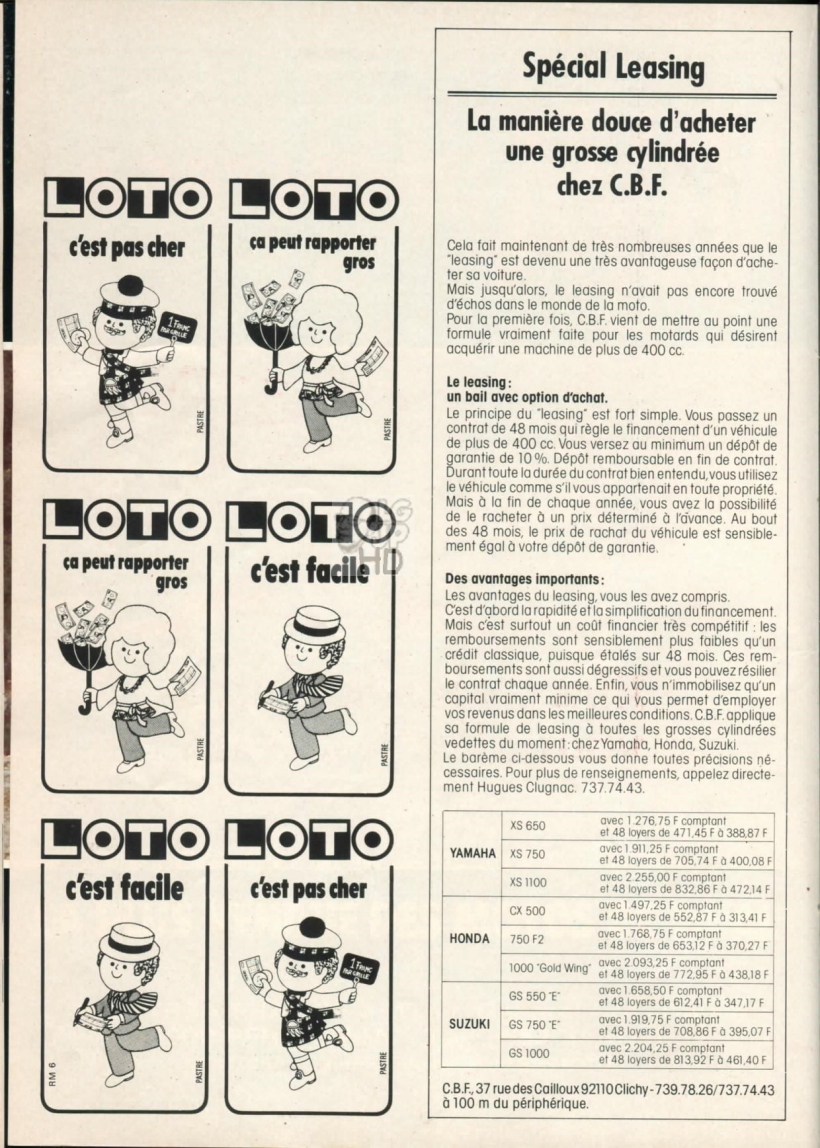 LOTO
c'est pas cher
1 Franc
par grille
PASTRE
LOTO
ça peut rapporter
gros
PASTRE
LOTO
ça peut rapporter
gros
PASTRE
LOTO
c'est facile
PASTRE
LOTO
c'est facile
RM 6
PASTRE
LOTO
c'est pas cher
1 Franc
par grille
PASTRE
HD
Spécial Leasing
La manière douce d'acheter
une grosse cylindrée
chez C.B.F.
Cela fait maintenant de très nombreuses années que le
"leasing" est devenu une très avantageuse façon d'ache-
ter sa voiture.
Mais jusqu'alors, le leasing n'avait pas encore trouvé
d'échos dans le monde de la moto.
Pour la première fois, C.B.F. vient de mettre au point une
formule vraiment faite pour les motards qui désirent
acquérir une machine de plus de 400 cc.
Le leasing:
un bail avec option d'achat.
Le principe du "leasing" est fort simple. Vous passez un
contrat de 48 mois qui règle le financement d'un véhicule
de plus de 400 cc. Vous versez au minimum un dépôt de
garantie de 10%. Dépôt remboursable en fin de contrat.
Durant toute la durée du contrat bien entendu, vous utilisez
le véhicule comme s'il vous appartenait en toute propriété.
Mais à la fin de chaque année, vous avez la possibilité
de le racheter à un prix déterminé à l'avance. Au bout
des 48 mois, le prix de rachat du véhicule est sensible-
ment égal à votre dépôt de garantie.
Des avantages importants:
Les avantages du leasing, vous les avez compris.
C'est d'abord la rapidité et la simplification du financement.
Mais c'est surtout un coût financier très compétitif : les
remboursements sont sensiblement plus faibles qu'un
crédit classique, puisque étalés sur 48 mois. Ces rem-
boursements sont aussi dégressifs et vous pouvez résilier
le contrat chaque année. Enfin, vous n'immobilisez qu'un
capital vraiment minime ce qui vous permet d'employer
vos revenus dans les meilleures conditions. C.B.F. applique
sa formule de leasing à toutes les grosses cylindrées
vedettes du moment : chez Yamaha, Honda, Suzuki.
Le barème ci-dessous vous donne toutes précisions né-
cessaires. Pour plus de renseignements, appelez directe-
ment Hugues Clugnac. 737.74.43.
YAMAHA
XS 650 avec 1.276,75 F comptant
et 48 loyers de 471,45 F à 388,87 F
XS 750 avec 1.911,25 F comptant
et 48 loyers de 705,74 F à 400,08 F
XS 1100 avec 2.255,00 F comptant
et 48 loyers de 832,86 F à 472,14 F
HONDA
CX 500 avec 1.497,25 F comptant
et 48 loyers de 552,87 F à 313,41 F
750 F2 avec 1.768,75 F comptant
et 48 loyers de 653,12 F à 370,27 F
1000 "Gold Wing" avec 2.093,25 F comptant
et 48 loyers de 772,95 F à 438,18 F
SUZUKI
GS 550 "E" avec 1.658,50 F comptant
et 48 loyers de 612,41 F à 347,17 F
GS 750 "E" avec 1.919,75 F comptant
et 48 loyers de 708,86 F à 395,07 F
GS 1000 avec 2.204,25 F comptant
et 48 loyers de 813,92 F à 461,40 F
C.B.F., 37 rue des Cailloux 92110 Clichy - 739.78.26/737.74.43
à 100 m du périphérique.